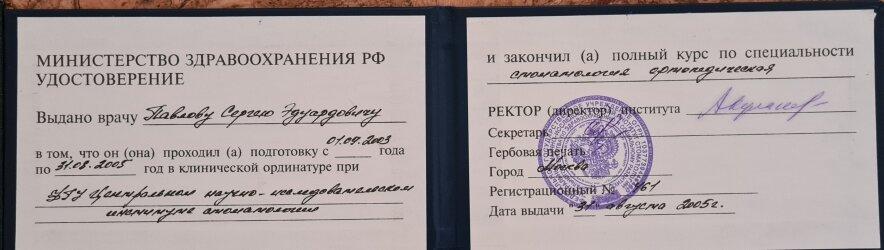 МИНИСТЕРСТВО ЗДРАВООХРАНЕНИЯ РФ
УДОСТОВЕРЕНИЕ
Выдано врачу Павлову Сергею Эдуардовичу
в том, что он (она) проходил (а) подготовку с 01.09.2003 года
по 31.08.2005 год в клинической ординатуре при
ФГУ Центральном научно-исследовательском
институте стоматологии
и закончил (а) полный курс по специальности
стоматология ортопедическая
РЕКТОР (директор) института
Секретарь
Гербовая печать
Город Москва
Регистрационный № 461
Дата выдачи "31" августа 2005г.